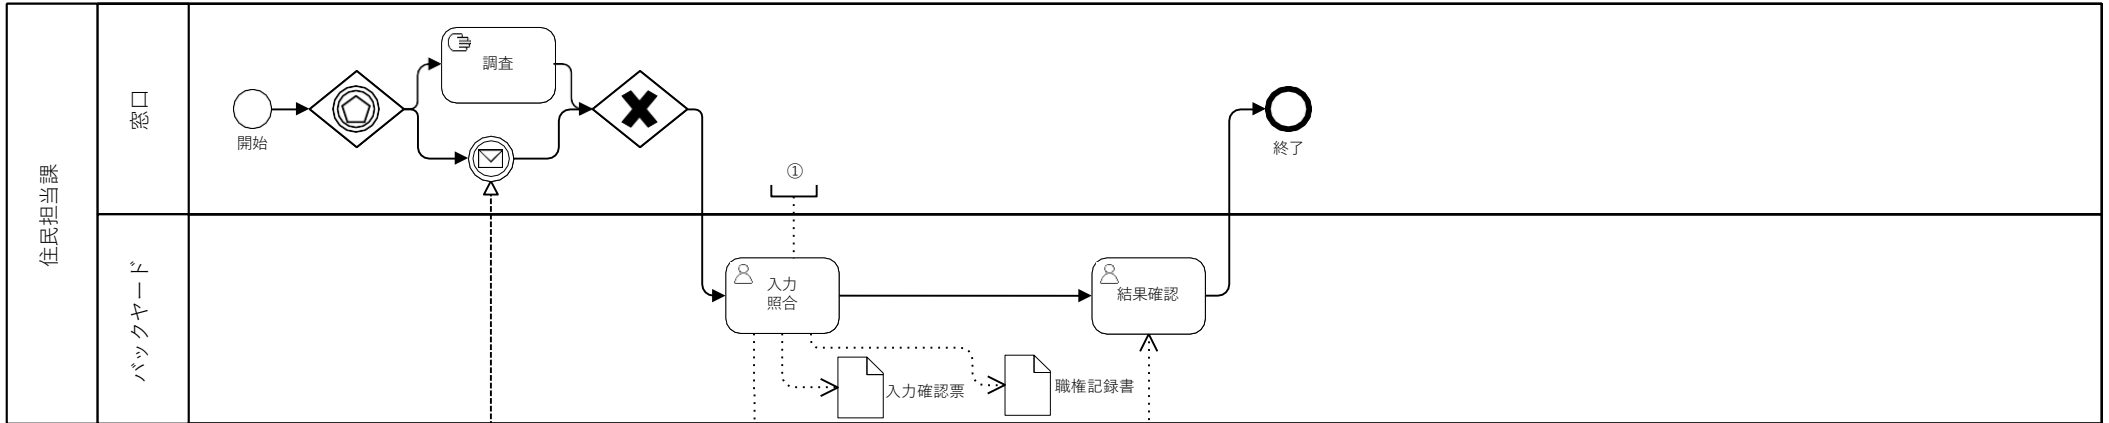 住民担当課
窓口
開始
調査
①
終了
バックヤード
入力
照合
結果確認
入力確認票
職権記録書